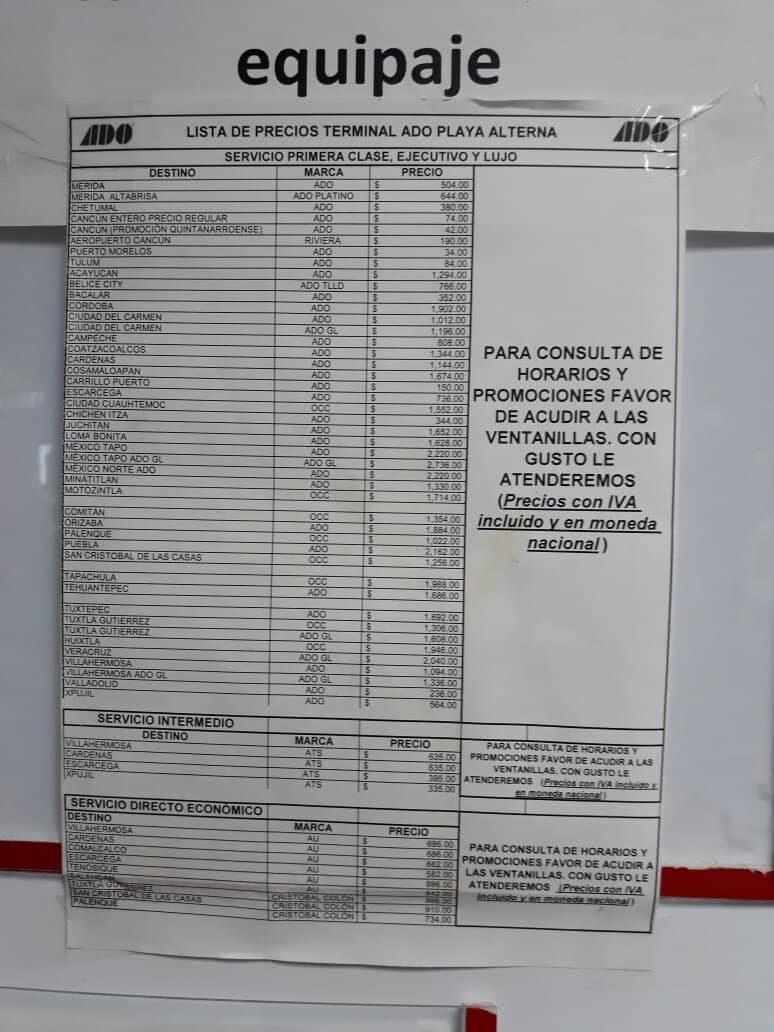 equipaje
ADO LISTA DE PRECIOS TERMINAL ADO PLAYA ALTERNA ADO
SERVICIO PRIMERA CLASE, EJECUTIVO Y LUJO
DESTINO MARCA PRECIO
MERIDA ADO $ 504.00
MERIDA ALTABRISA ADO PLATINO $ 644.00
CHETUMAL ADO $ 380.00
CANCÚN ENTERO PRECIO REGULAR ADO $ 74.00
CANCÚN (PROMOCIÓN QUINTANARROENSE) ADO $ 42.00
AEROPUERTO CANCÚN RIVIERA $ 190.00
PUERTO MORELOS ADO $ 34.00
TULUM ADO $ 84.00
ACAYUCAN ADO $ 1,294.00
BELICE CITY ADO TLLD $ 766.00
BACALAR ADO $ 352.00
CORDOBA ADO $ 1,902.00
CIUDAD DEL CARMEN ADO $ 1,012.00
CIUDAD DEL CARMEN ADO GL $ 1,196.00
CAMPECHE ADO $ 808.00
COATZACOALCOS ADO $ 1,344.00
CARDENAS ADO $ 1,144.00
COSAMALOAPAN ADO $ 1,674.00
CARRILLO PUERTO ADO $ 150.00
ESCARCEGA ADO $ 736.00
CIUDAD CUAUHTEMOC OCC $ 1,552.00
CHICHEN ITZA ADO $ 344.00
JUCHITAN ADO $ 1,652.00
LOMA BONITA ADO $ 1,628.00
MÉXICO TAPO ADO $ 2,220.00
MÉXICO TAPO ADO GL ADO GL $ 2,736.00
MÉXICO NORTE ADO ADO $ 2,220.00
MINATITLAN ADO $ 1,330.00
MOTOZINTLA OCC $ 1,714.00
COMITAN OCC $ 1,354.00
ORIZABA ADO $ 1,884.00
PALENQUE OCC $ 1,022.00
PUEBLA ADO $ 2,162.00
SAN CRISTOBAL DE LAS CASAS OCC $ 1,256.00
TAPACHULA OCC $ 1,988.00
TEHUANTEPEC ADO $ 1,686.00
TUXTEPEC ADO $ 1,692.00
TUXTLA GUTIERREZ OCC $ 1,306.00
TUXTLA GUTIERREZ ADO GL $ 1,608.00
HUIXTLA OCC $ 1,946.00
VERACRUZ ADO GL $ 2,040.00
VILLAHERMOSA ADO $ 1,094.00
VILLAHERMOSA ADO GL ADO GL $ 1,336.00
VALLADOLID ADO $ 236.00
XPUJIL ADO $ 564.00
PARA CONSULTA DE
HORARIOS Y
PROMOCIONES FAVOR
DE ACUDIR A LAS
VENTANILLAS. CON
GUSTO LE
ATENDEREMOS
(Precios con IVA
incluido y en moneda
nacional)
SERVICIO INTERMEDIO
DESTINO MARCA PRECIO
VILLAHERMOSA ATS $ 635.00
CARDENAS ATS $ 635.00
ESCARCEGA ATS $ 395.00
XPUJIL ATS $ 335.00
PARA CONSULTA DE HORARIOS Y
PROMOCIONES FAVOR DE ACUDIR A LAS
VENTANILLAS. CON GUSTO LE
ATENDEREMOS (Precios con IVA incluido y
en moneda nacional)
SERVICIO DIRECTO ECONÓMICO
DESTINO MARCA PRECIO
VILLAHERMOSA AU $ 686.00
CARDENAS AU $ 686.00
COMALCALCO AU $ 662.00
ESCARCEGA AU $ 582.00
TENOSIQUE AU $ 886.00
BALANCAN AU $
TUXTLA GUTIERREZ CRISTOBAL COLÓN $
SAN CRISTOBAL DE LAS CASAS CRISTOBAL COLÓN $ 910.00
PALENQUE CRISTOBAL COLÓN $ 734.00
PARA CONSULTA DE HORARIOS Y
PROMOCIONES FAVOR DE ACUDIR A
LAS VENTANILLAS. CON GUSTO LE
ATENDEREMOS (Precios con IVA
incluido y en moneda nacional)